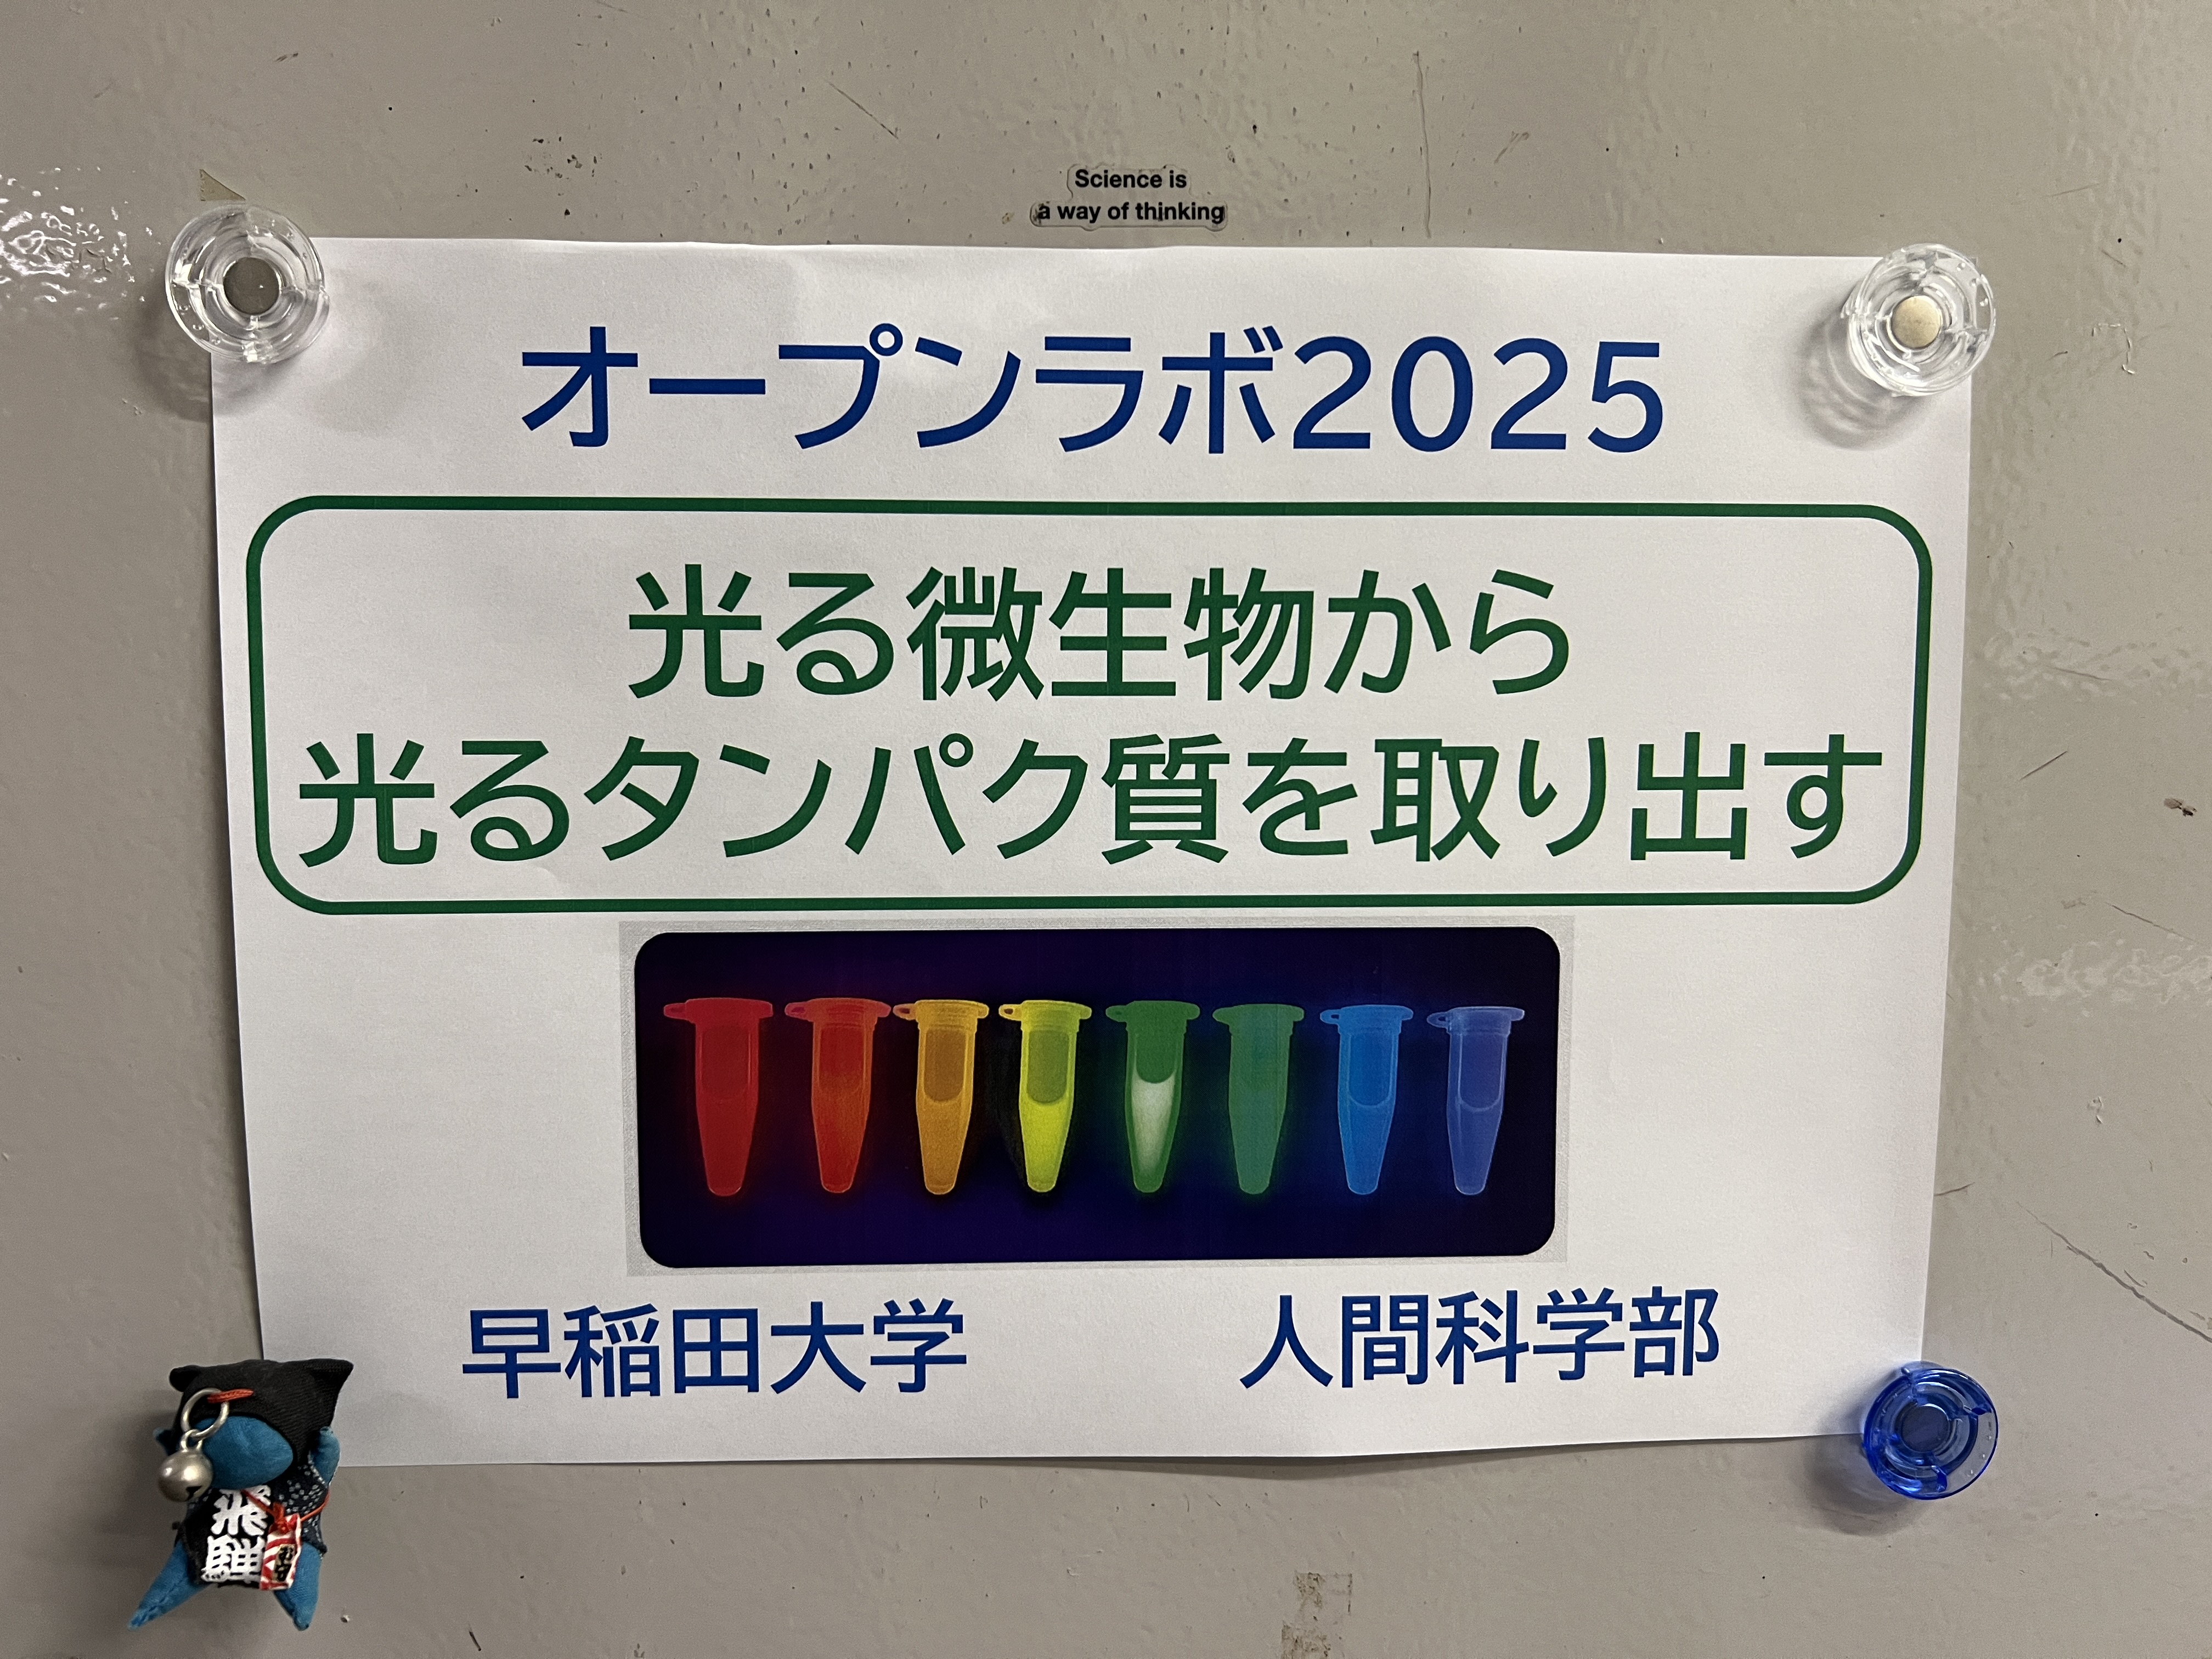 Science is
a way of thinking
オープンラボ2025
光る微生物から
光るタンパク質を取り出す
早稲田大学 人間科学部
飛騨